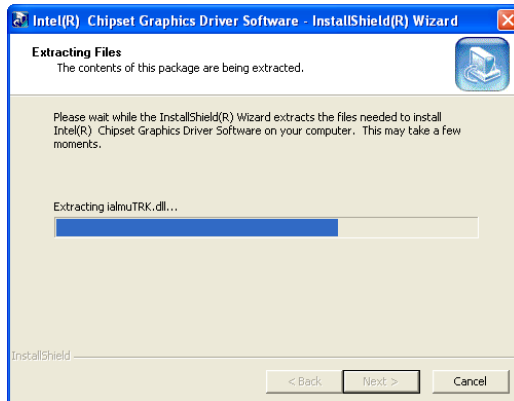 Intel(R)  Chipset Graphics Driver Software - InstallShield(R) Wizard
Extracting Files
The contents of this package are being extracted.
Please wait while the InstallShield(R) Wizard extracts the files needed to install
Intel(R)  Chipset Graphics Driver Software on your computer.  This may take a few
moments.
Extracting ialmuTRK.dll...
InstallShield
< Back
Next >
Cancel